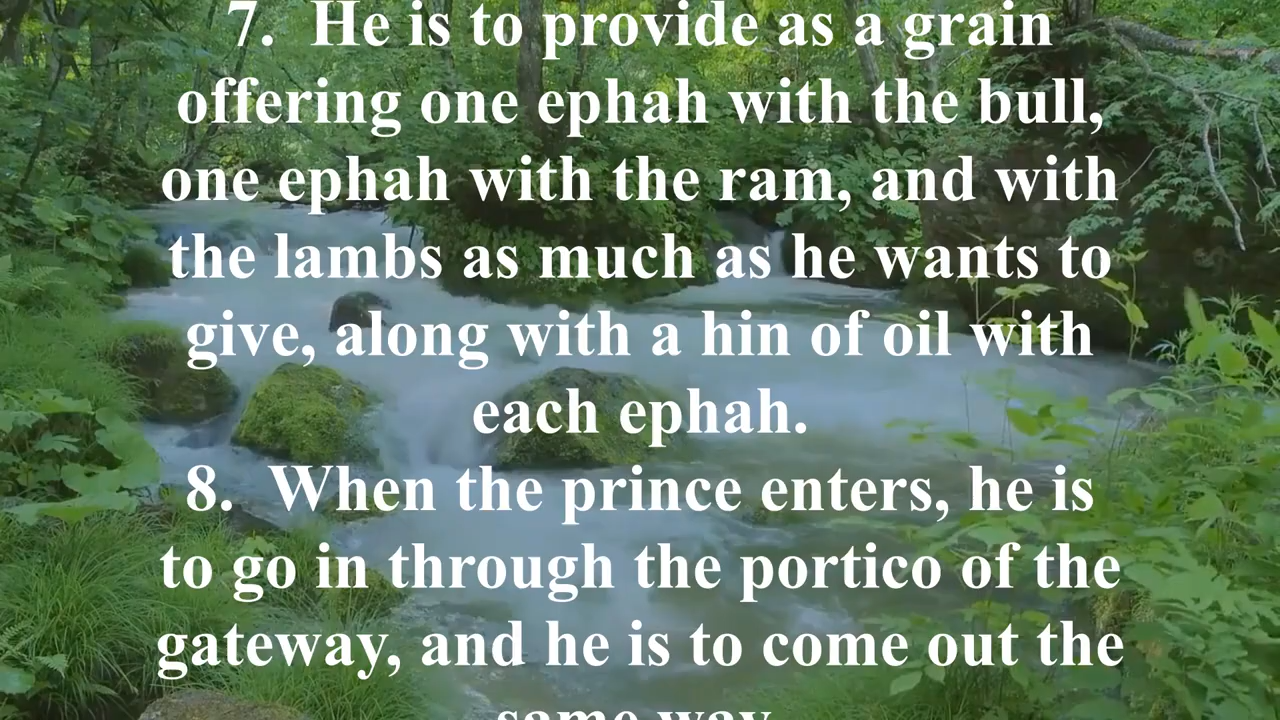 7.  He is to provide as a grain
offering one ephah with the bull,
one ephah with the ram, and with
the lambs as much as he wants to
give, along with a hin of oil with
each ephah.
8.  When the prince enters, he is
to go in through the portico of the
gateway, and he is to come out the
same way.